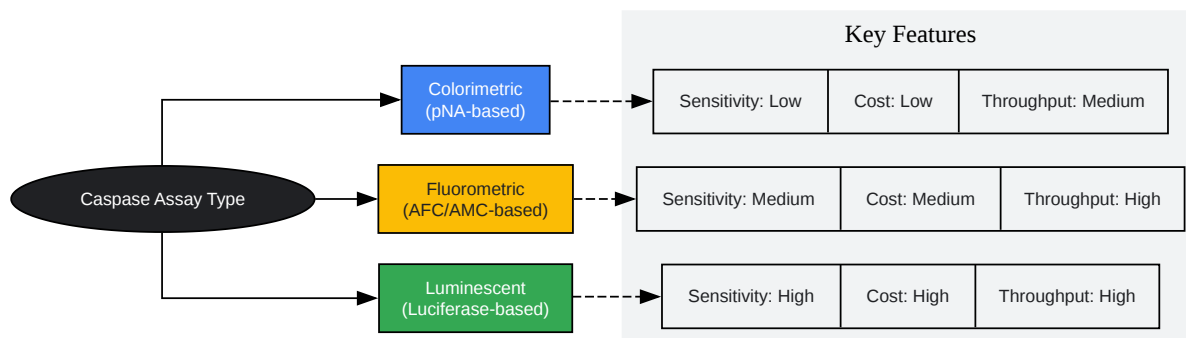 Key Features
Colorimetric
(pNA-based)
Sensitivity: Low
Cost: Low
Throughput: Medium
Caspase Assay Type
Fluorometric
(AFC/AMC-based)
Sensitivity: Medium
Cost: Medium
Throughput: High
Luminescent
(Luciferase-based)
Sensitivity: High
Cost: High
Throughput: High